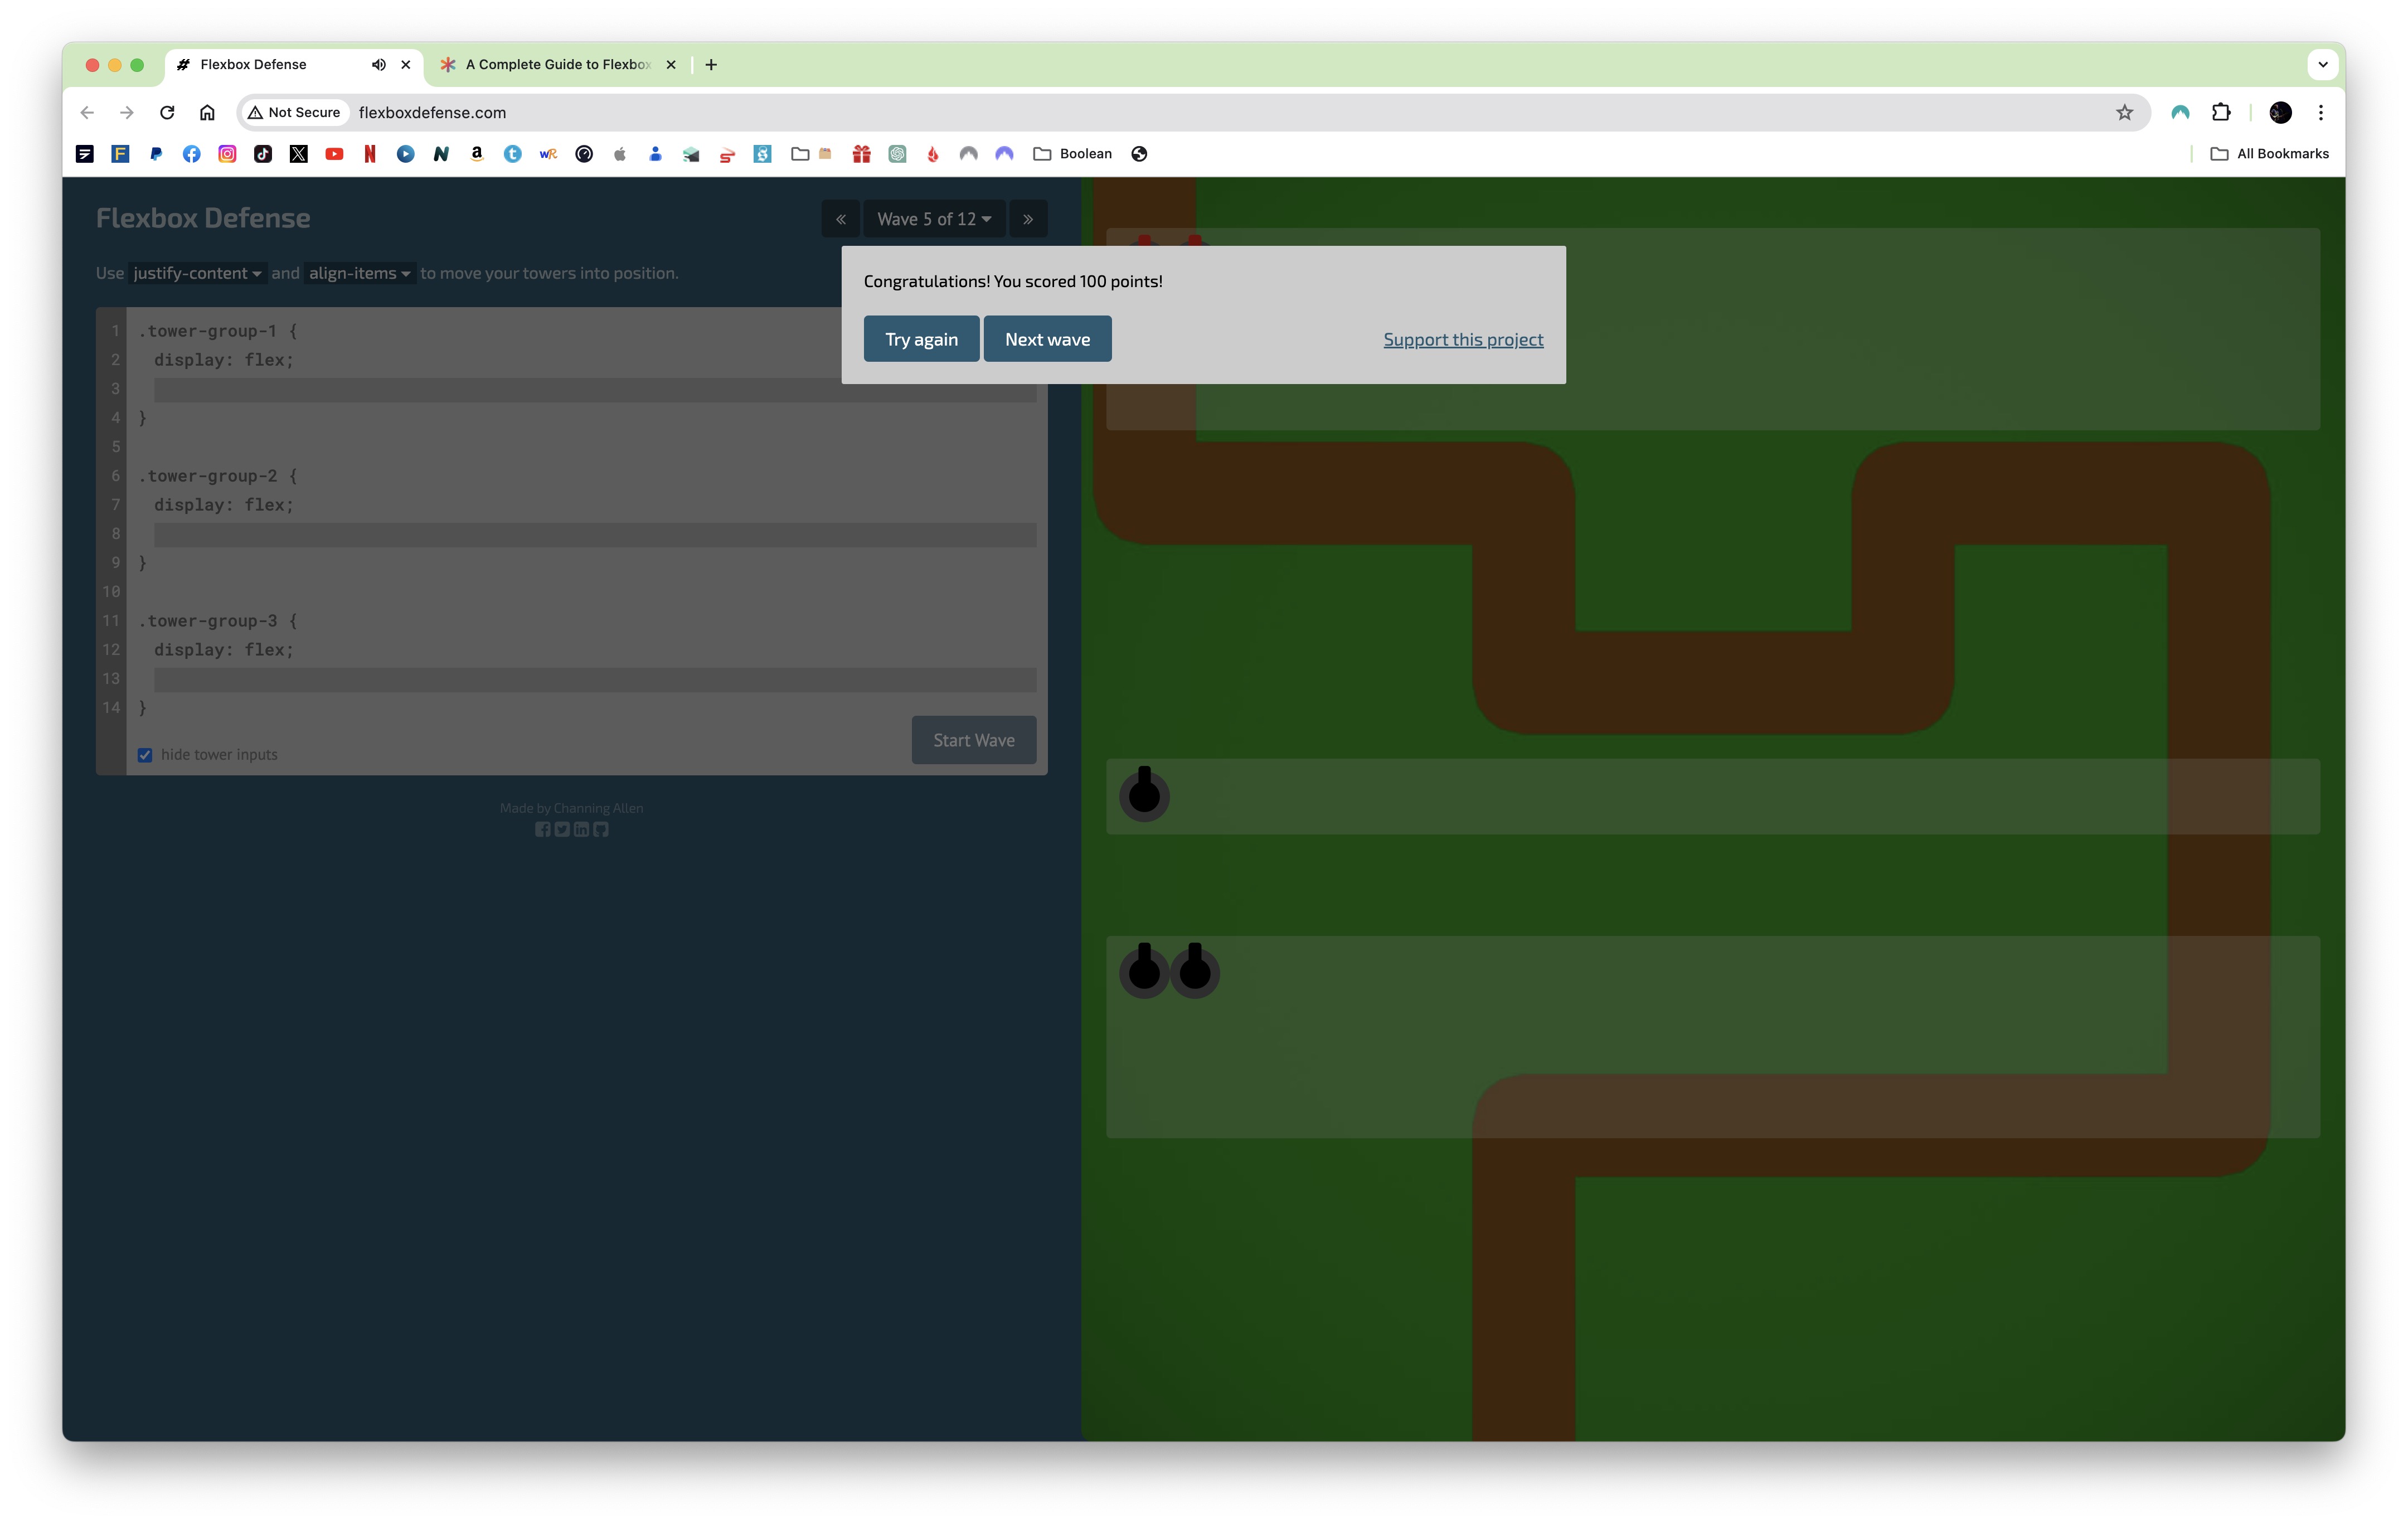 Flexbox Defense
A Complete Guide to Flexbox
Not Secure
flexboxdefense.com
Boolean
All Bookmarks
Flexbox Defense
Wave 5 of 12
Use justify-content and align-items to move your towers into position.
Congratulations! You scored 100 points!
Try again
Next wave
Support this project
1 .tower-group-1 {
2 display: flex;
3
4 }
5
6 .tower-group-2 {
7 display: flex;
8
9 }
10
11 .tower-group-3 {
12 display: flex;
13
14 }
hide tower inputs
Start Wave
Made by Channing Allen